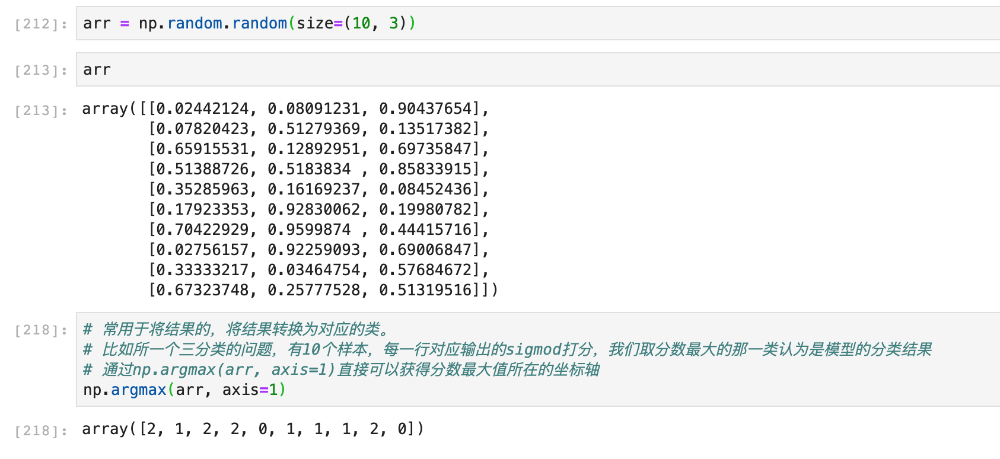 [212]: arr = np.random.random(size=(10, 3))
[213]: arr
[213]: array([[0.02442124, 0.08091231, 0.90437654],
[0.07820423, 0.51279369, 0.13517382],
[0.65915531, 0.12892951, 0.69735847],
[0.51388726, 0.5183834 , 0.85833915],
[0.35285963, 0.16169237, 0.08452436],
[0.17923353, 0.92830062, 0.19980782],
[0.70422929, 0.9599874 , 0.44415716],
[0.02756157, 0.92259093, 0.69006847],
[0.33333217, 0.03464754, 0.57684672],
[0.67323748, 0.25777528, 0.51319516]])
[218]: # 常用于将结果的，将结果转换为对应的类。
# 比如所一个三分类的问题，有10个样本，每一行对应输出的sigmod打分，我们取分数最大的那一类认为是模型的分类结果
# 通过np.argmax(arr, axis=1)直接可以获得分数最大值所在的坐标轴
np.argmax(arr, axis=1)
[218]: array([2, 1, 2, 2, 0, 1, 1, 1, 2, 0])